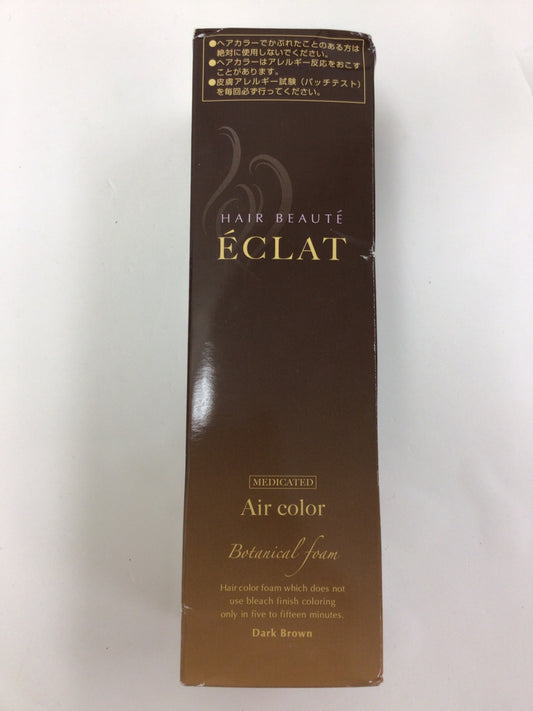 ●ヘアカラーでかぶれたことのある方は
絶対に使用しないでください。
●ヘアカラーはアレルギー反応をおこす
ことがあります。
●皮膚アレルギー試験(パッチテスト)
を毎回必ず行ってください。
HAIR BEAUTÉ
ÉCLAT
MEDICATED
Air color
Botanical foam
Hair color foam which does not
use bleach finish coloring
only in five to fifteen minutes.
Dark Brown